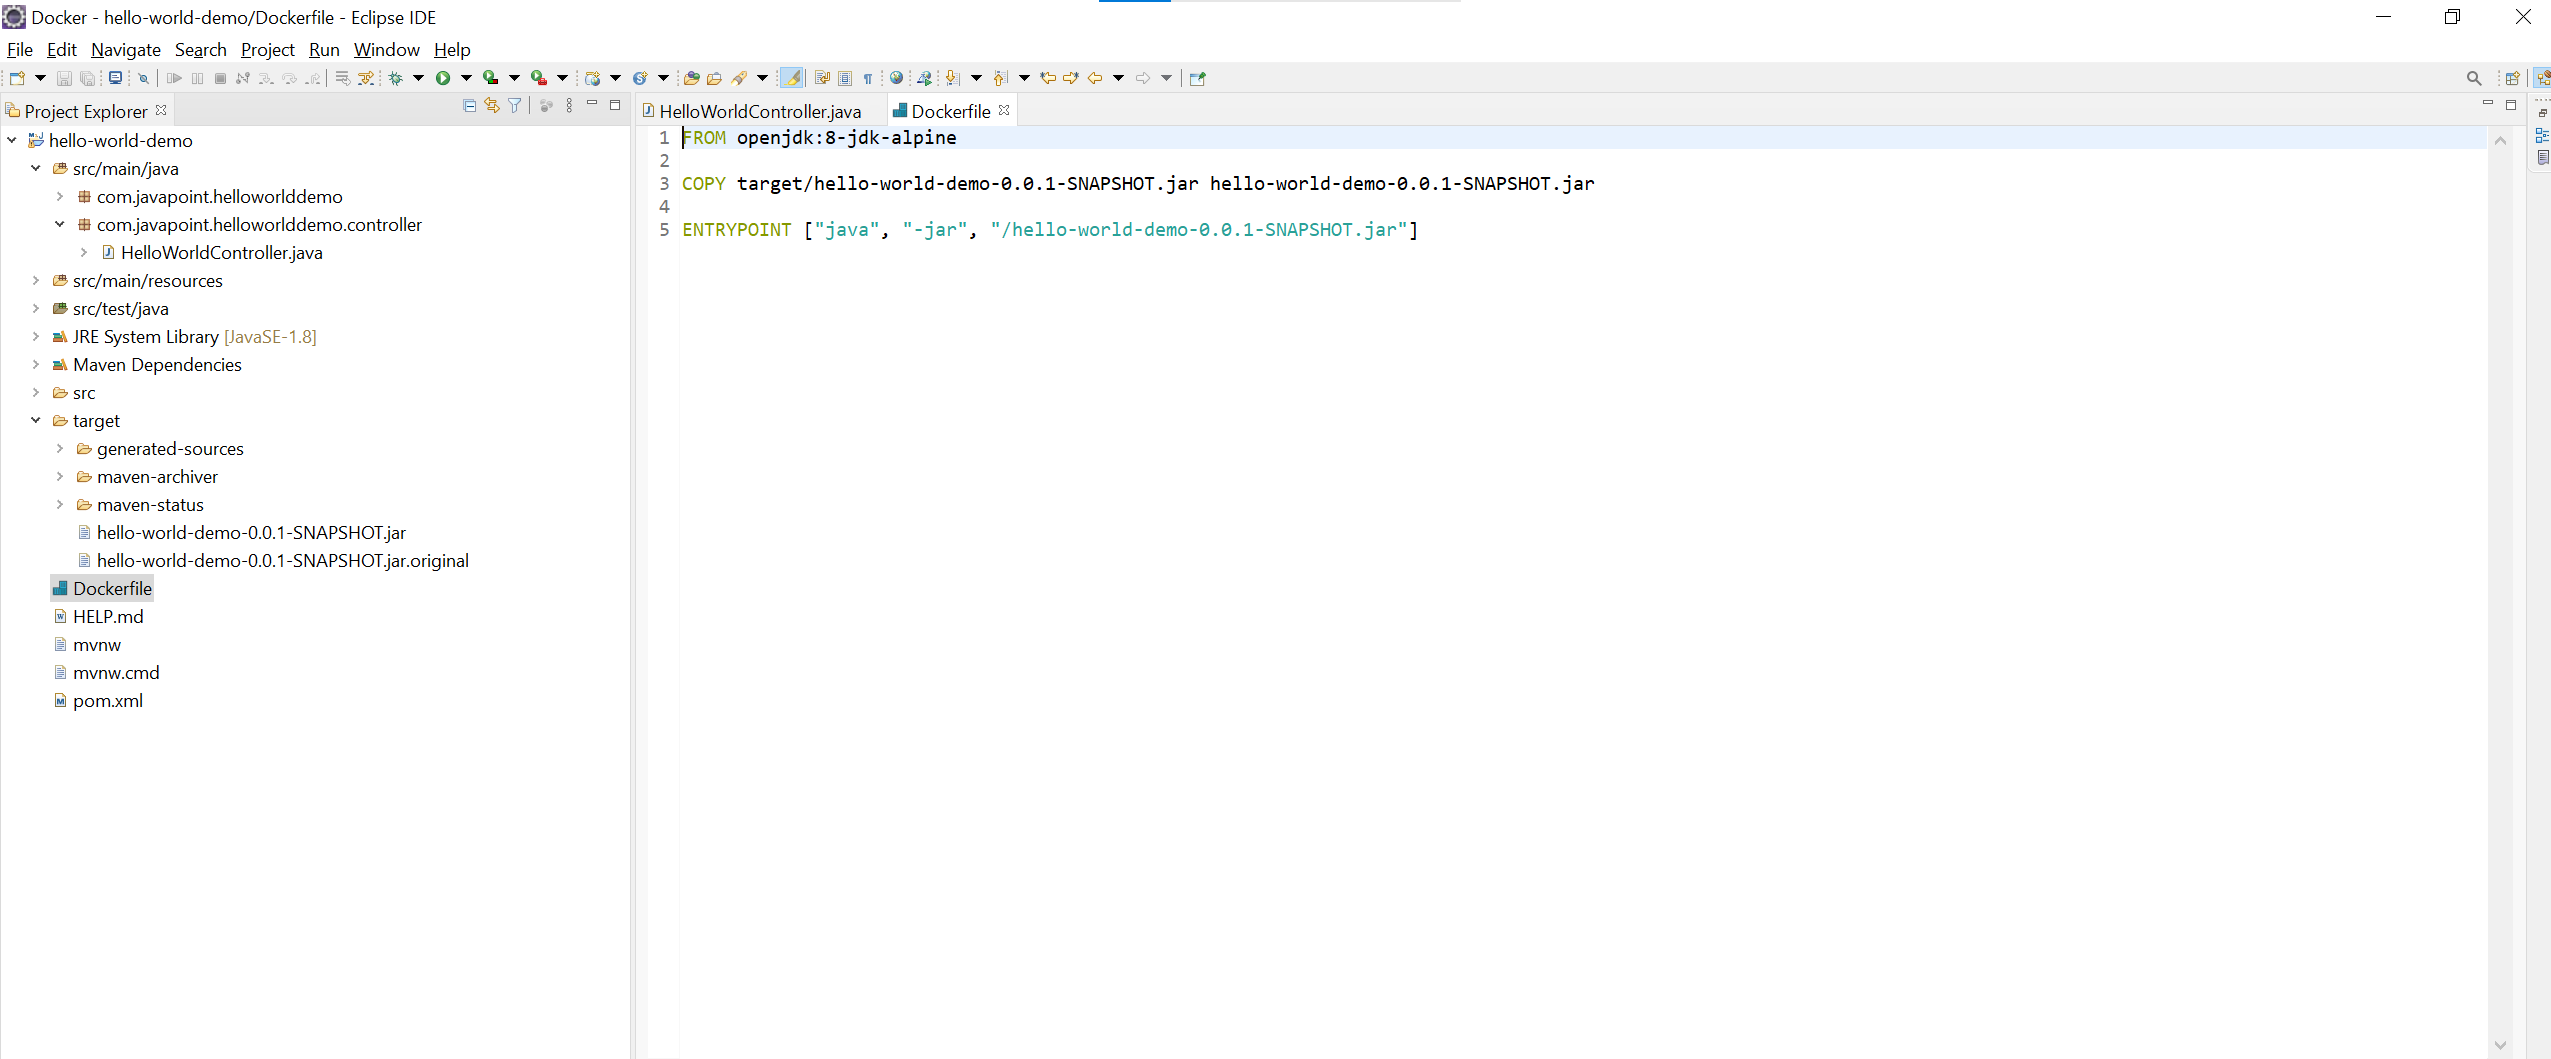 Docker - hello-world-demo/Dockerfile - Eclipse IDE
File Edit Navigate Search Project Run Window Help
Project Explorer
hello-world-demo
src/main/java
com.javapoint.helloworlddemo
com.javapoint.helloworlddemo.controller
HelloWorldController.java
src/main/resources
src/test/java
JRE System Library [JavaSE-1.8]
Maven Dependencies
src
target
generated-sources
maven-archiver
maven-status
hello-world-demo-0.0.1-SNAPSHOT.jar
hello-world-demo-0.0.1-SNAPSHOT.jar.original
Dockerfile
HELP.md
mvnw
mvnw.cmd
pom.xml
HelloWorldController.java Dockerfile
1 FROM openjdk:8-jdk-alpine
2
3 COPY target/hello-world-demo-0.0.1-SNAPSHOT.jar hello-world-demo-0.0.1-SNAPSHOT.jar
4
5 ENTRYPOINT ["java", "-jar", "/hello-world-demo-0.0.1-SNAPSHOT.jar"]